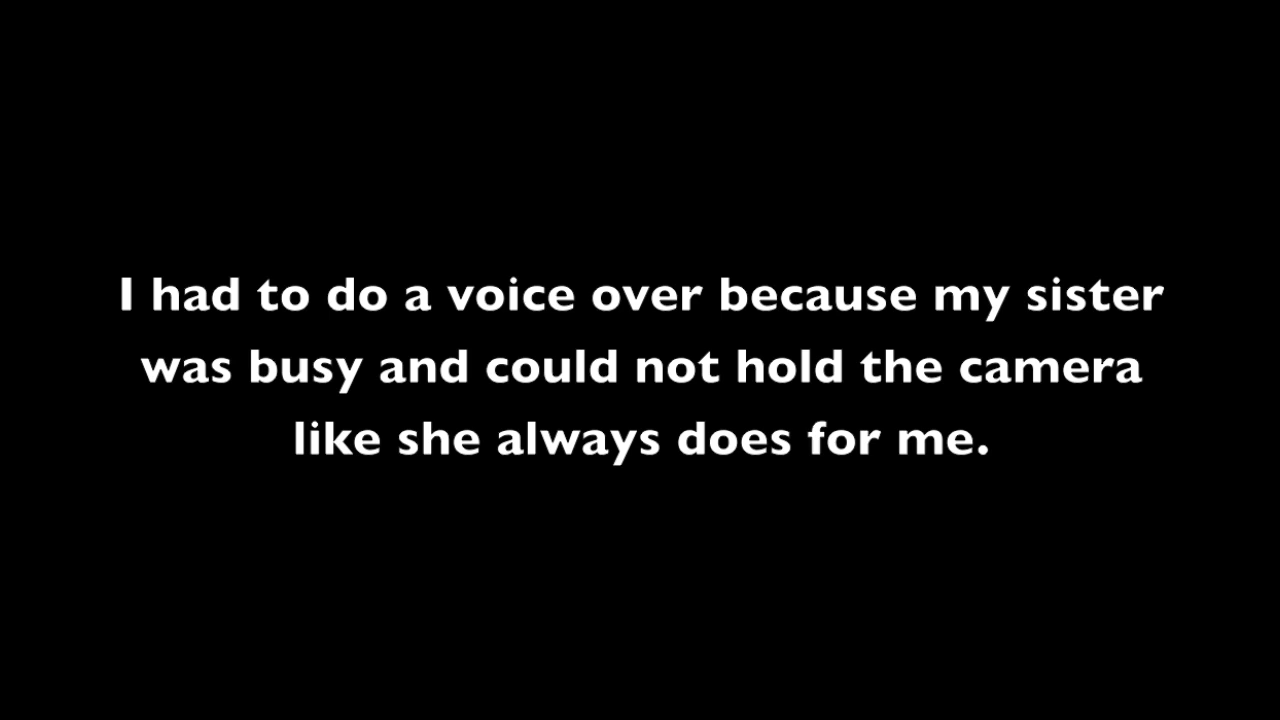 I had to do a voice over because my sister
was busy and could not hold the camera
like she always does for me.